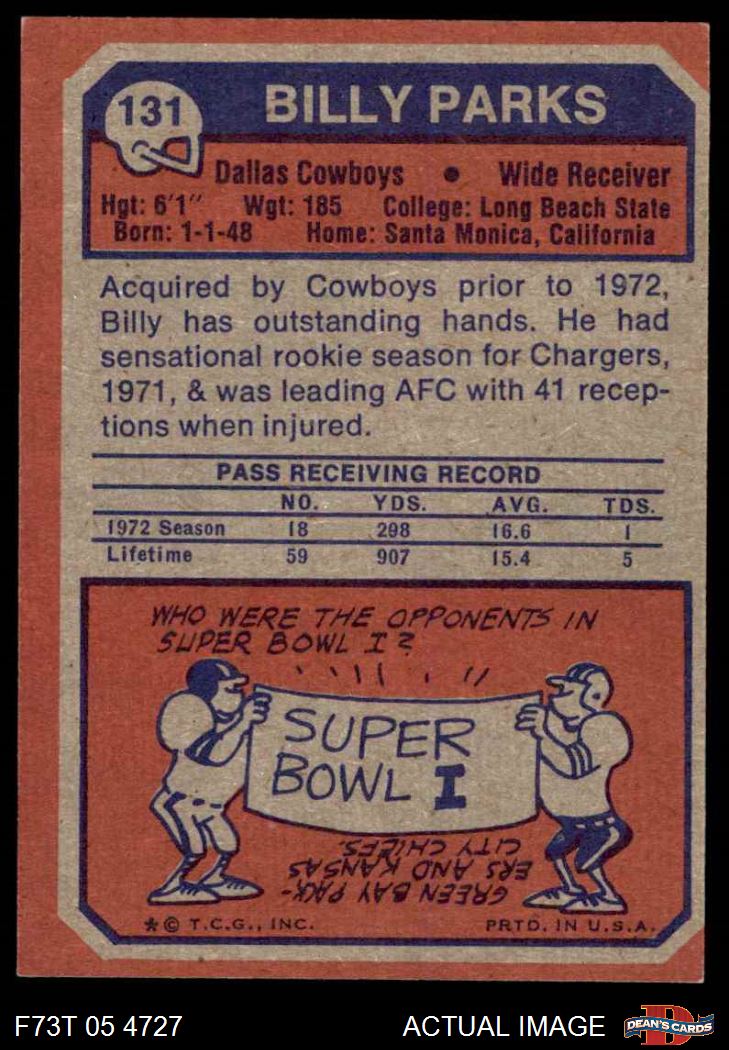 131
BILLY PARKS
Dallas Cowboys • Wide Receiver
Hgt: 6'1" Wgt: 185 College: Long Beach State
Born: 1-1-48 Home: Santa Monica, California
Acquired by Cowboys prior to 1972,
Billy has outstanding hands. He had
sensational rookie season for Chargers,
1971, & was leading AFC with 41 recep-
tions when injured.
PASS RECEIVING RECORD
NO. YDS. AVG. TDS.
1972 Season 18 298 16.6 1
Lifetime 59 907 15.4 5
WHO WERE THE OPPONENTS IN
SUPER BOWL I?
SUPER
BOWL I
GREEN BAY PACK-
ERS AND KANSAS
CITY CHIEFS.
*© T.C.G., INC. PRTD. IN U.S.A.
F73T 05 4727 ACTUAL IMAGE
D
DEAN'S CARDS